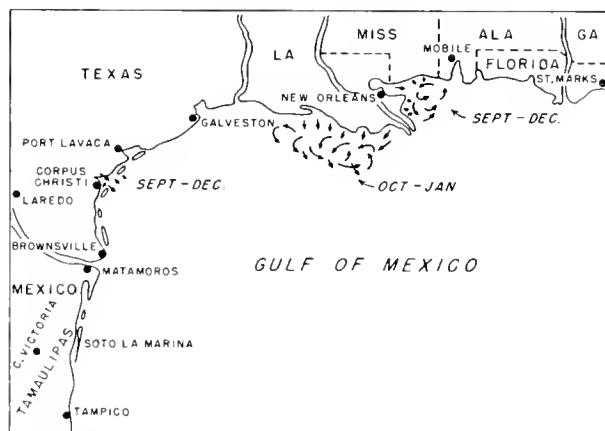 MISS
ALA
GA
LA
MOBILE
FLORIDA
TEXAS
ST. MARKS
NEW ORLEANS
GALVESTON
SEPT-DEC.
PORT LAVACA
CORPUS
CHRISTI
SEPT-DEC.
OCT-JAN
LAREDO
BROWNSVILLE
GULF OF MEXICO
MATAMOROS
MEXICO
C. VICTORIA
TAMAULIPAS
SOTO LA MARINA
TAMPICO